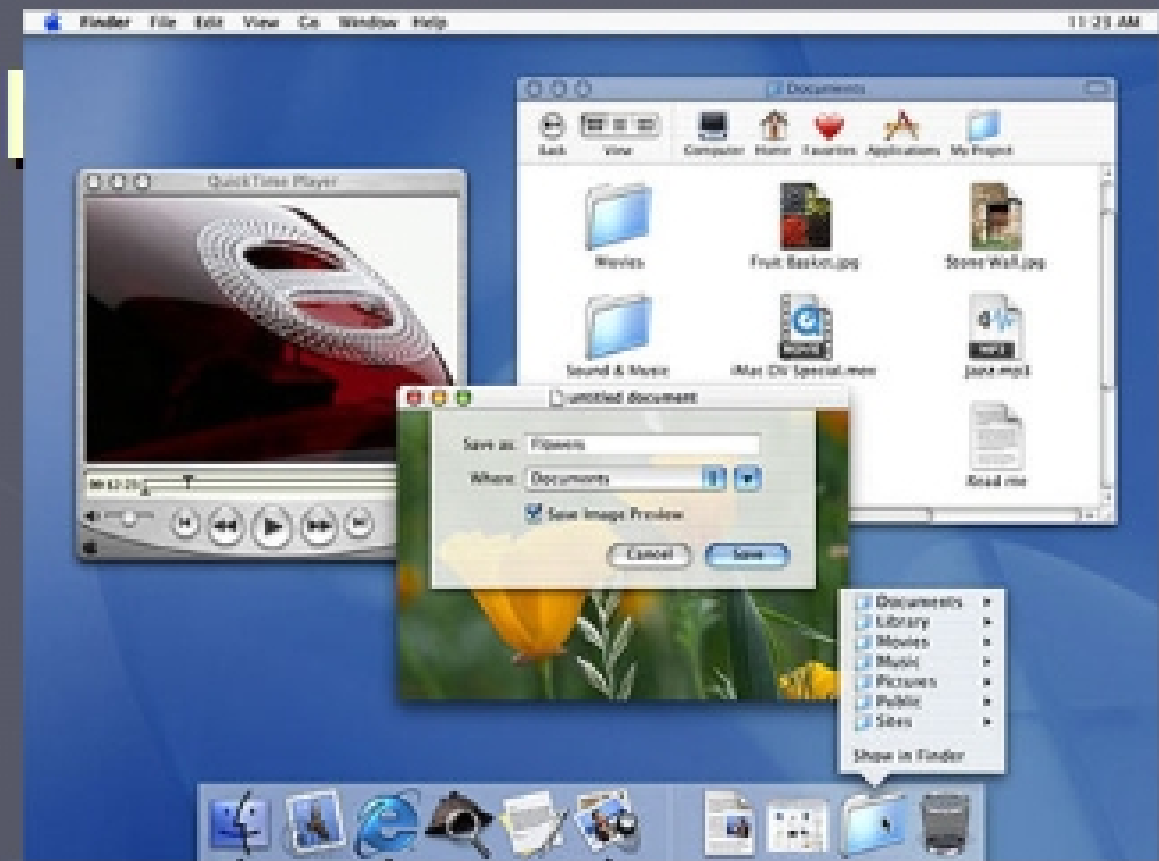 Finder File Edit View Go Window Help 11:23 AM
Documents
Back View Computer Home Favorites Applications My Project
QuickTime Player
Movies Fruit Basket.jpg Stone Wall.jpg
Sound & Music iMac DV Special.mov Jazz.mp3
MOVIE MP3
untitled document
Save as: Flowers
Where: Documents
Read me
Save Image Preview
Cancel Save
Documents
Library
Movies
Music
Pictures
Public
Sites
Show in Finder